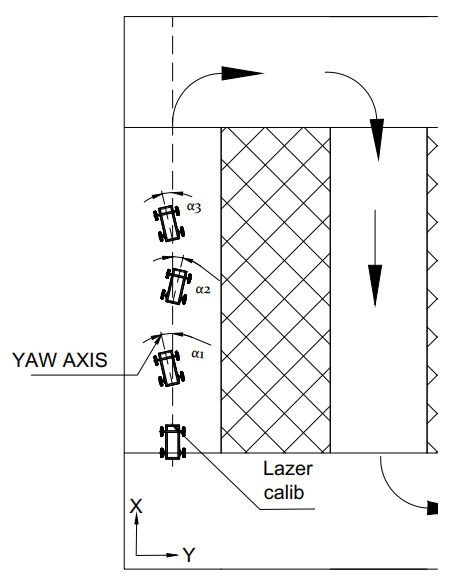 α3
α2
α1
YAW AXIS
Lazer
calib
X
Y